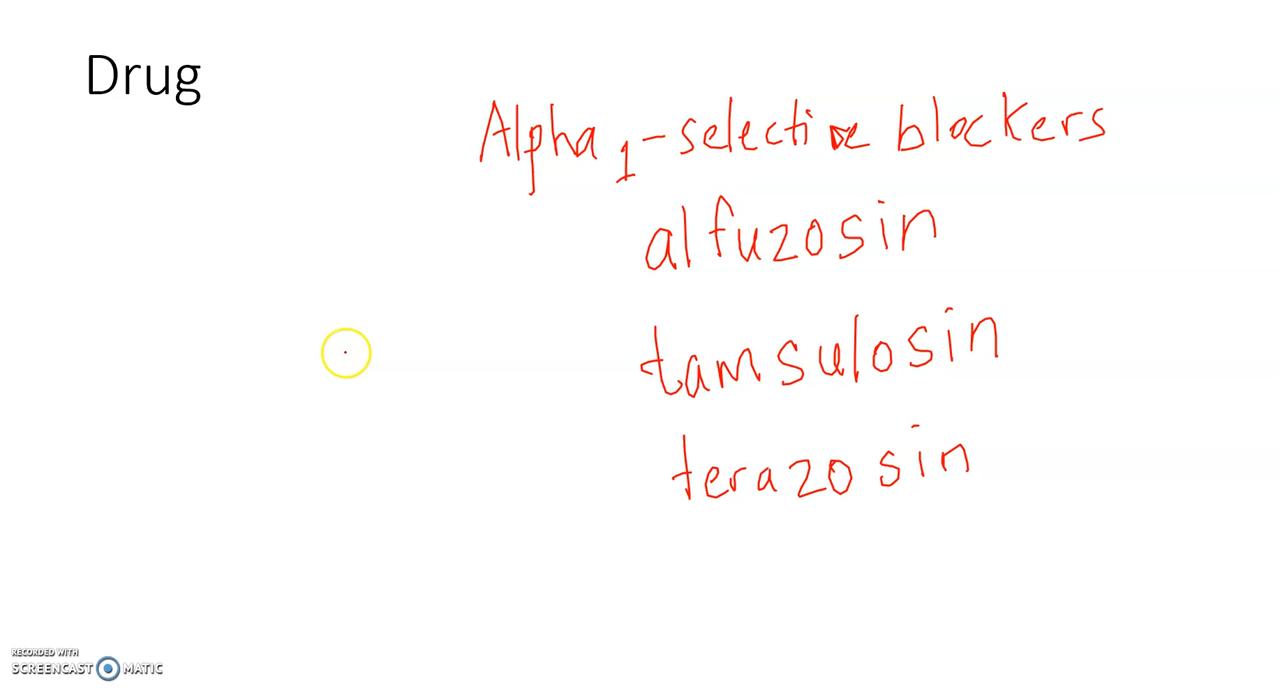 Drug
Alpha 1-selective blockers
alfuzosin
tamsulosin
terazosin
RECORDED WITH
SCREENCAST MATIC